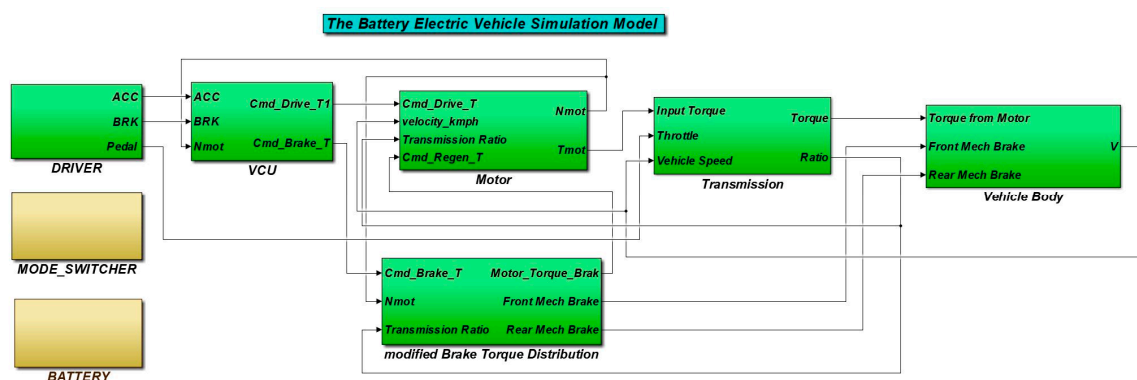 The Battery Electric Vehicle Simulation Model
ACC
BRK
Pedal
DRIVER
ACC
BRK
Nmot
Cmd_Drive_T1
Cmd_Brake_T
VCU
Cmd_Drive_T
velocity_kmph
Transmission Ratio
Cmd_Regen_T
Nmot
Tmot
Motor
Input Torque
Throttle
Vehicle Speed
Torque
Ratio
Transmission
Torque from Motor
Front Mech Brake
Rear Mech Brake
V
Vehicle Body
MODE_SWITCHER
BATTERY
Cmd_Brake_T
Nmot
Transmission Ratio
Motor_Torque_Brak
Front Mech Brake
Rear Mech Brake
modified Brake Torque Distribution